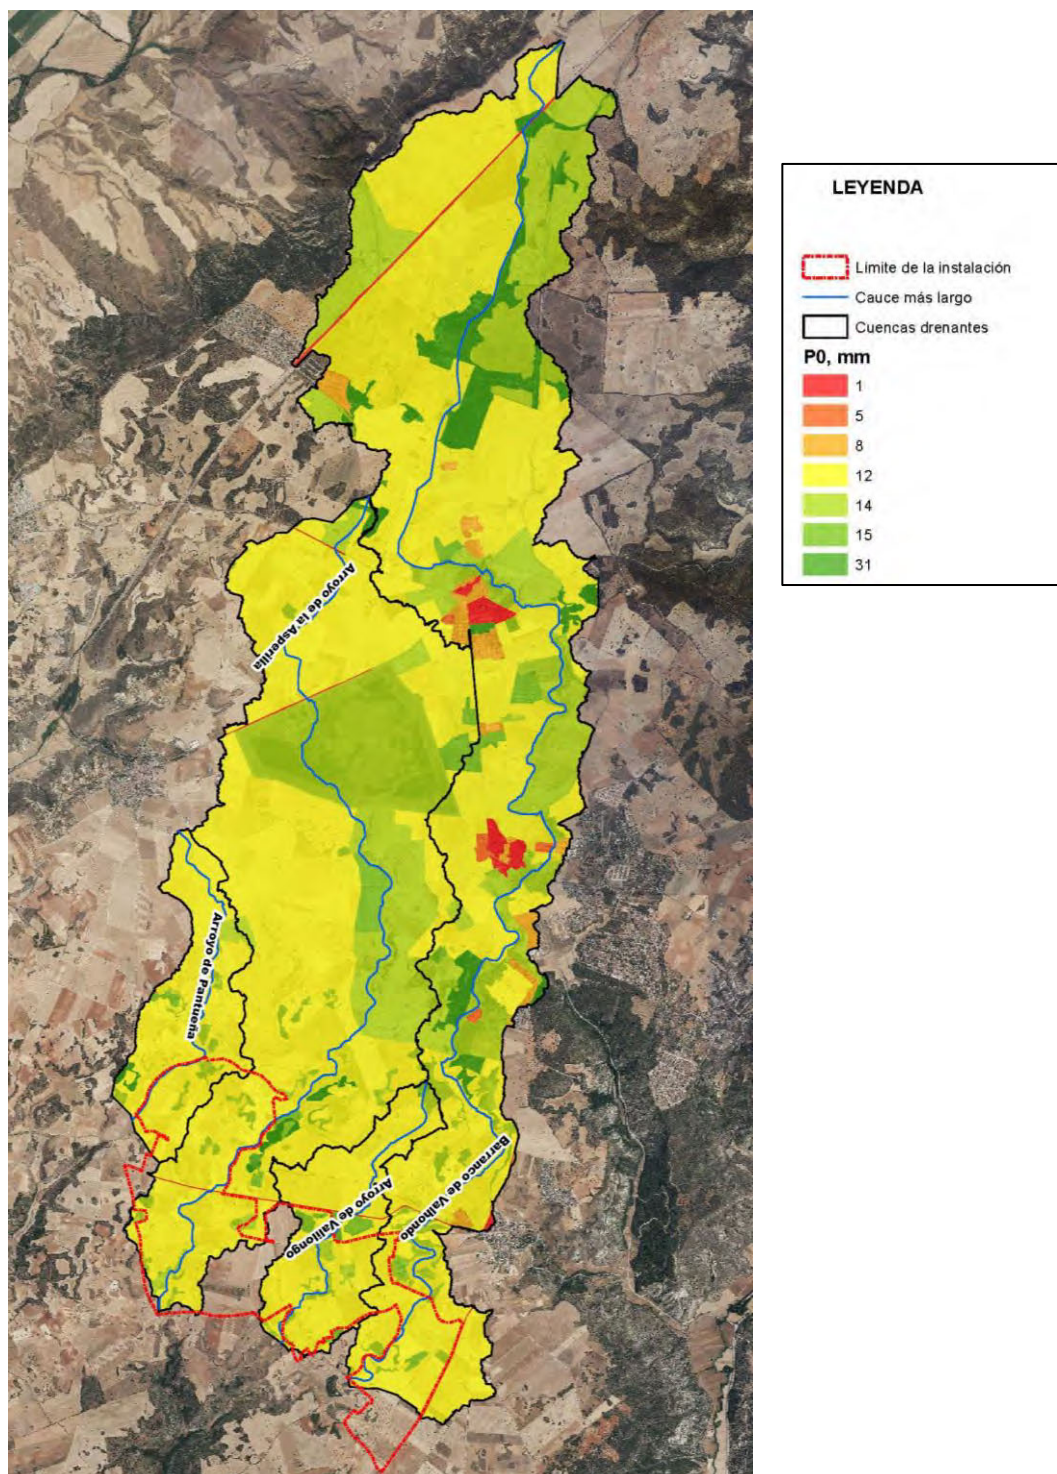 LEYENDA
Límite de la instalación
Cauce más largo
Cuencas drenantes
P0, mm
1
5
8
12
14
15
31
Arroyo de la Asperilla
Arroyo de Pantueña
Arroyo de Valilongo
Barranco de Valhondo